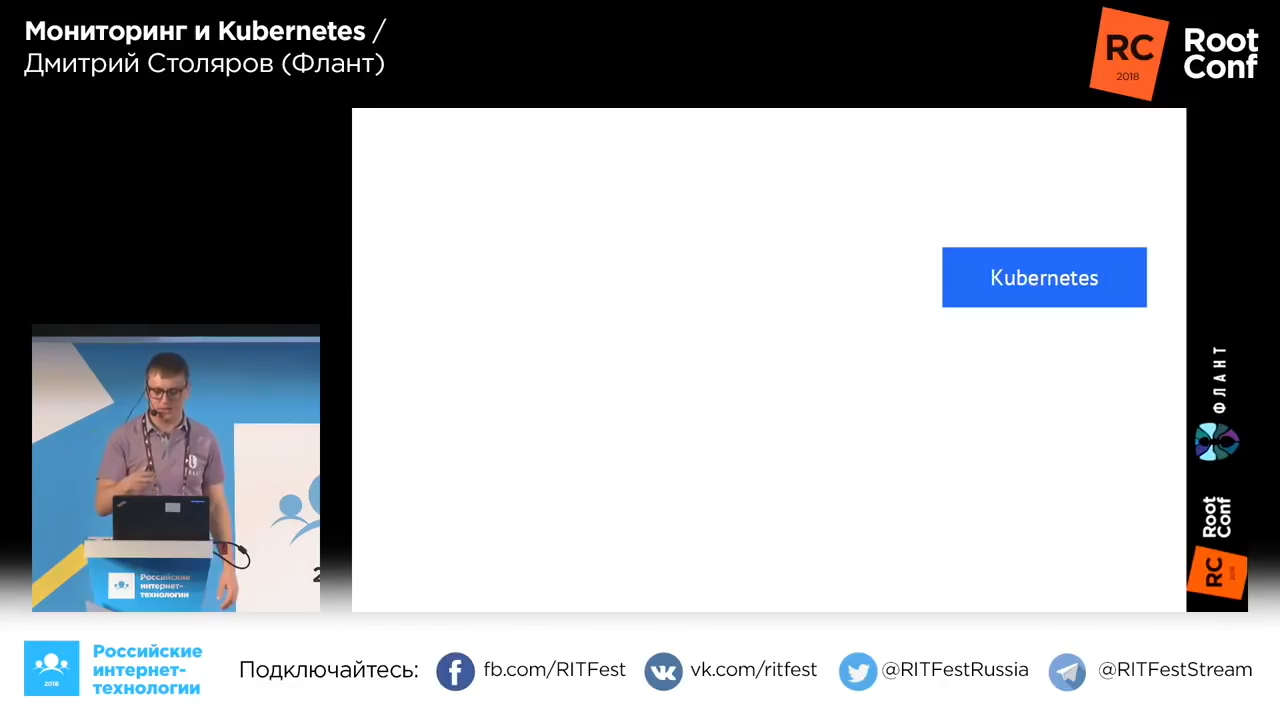 Мониторинг и Kubernetes /
Дмитрий Столяров (Флант)
RC
2018
Root
Conf
Kubernetes
ФЛАНТ
Root
Conf
RC
2018
Российские
интернет-
технологии
2018
Российские
интернет-
технологии
Подключайтесь:
fb.com/RITFest
vk.com/ritfest
@RITFestRussia
@RITFestStream